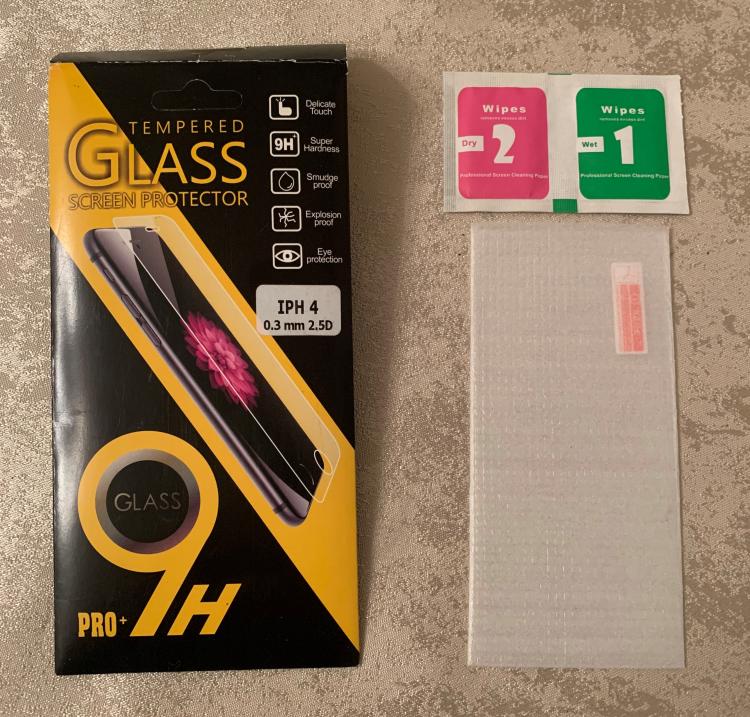 TEMPERED
GLASS
SCREEN PROTECTOR
Delicate
Touch
9H
Super
Hardness
Smudge
proof
Explosion
proof
Eye
protection
IPH 4
0.3 mm 2.5D
GLASS
9H
PRO+
Wipes
Dry
2
Professional Screen Cleaning Paper
Wipes
Wet
1
Professional Screen Cleaning Paper